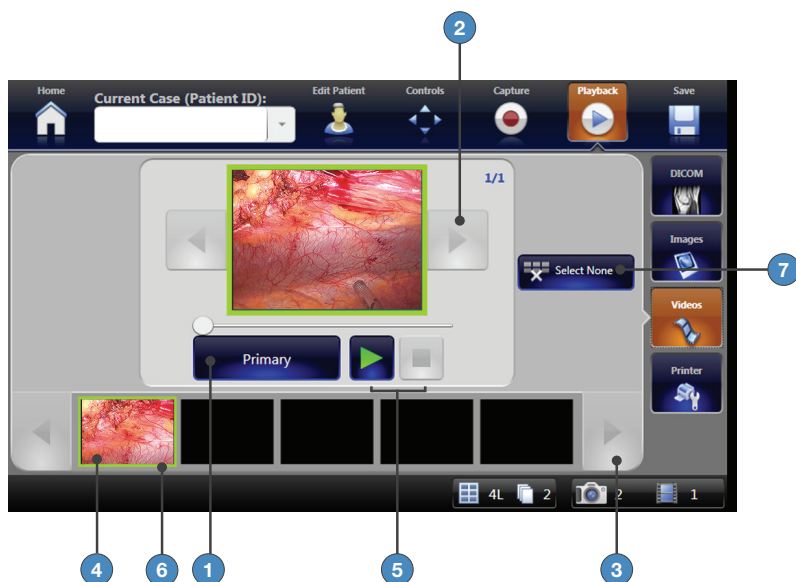 2
Home
Current Case (Patient ID):
Edit Patient
Controls
Capture
Playback
Save
1/1
DICOM
Images
Select None
7
Videos
Primary
Printer
4L
2
2
1
4
6
1
5
3